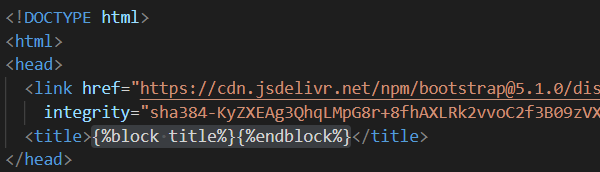 <!DOCTYPE html>
<html>
<head>
<link href="https://cdn.jsdelivr.net/npm/bootstrap@5.1.0/dis
integrity="sha384-KyZXEAg3QhqLMpG8r+8fhAXLRk2vvoC2f3B09zVX
<title>{%block title%}{%endblock%}</title>
</head>